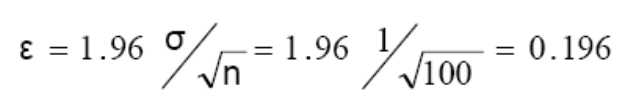 ε = 1.96 σ/√n = 1.96 1/√100 = 0.196